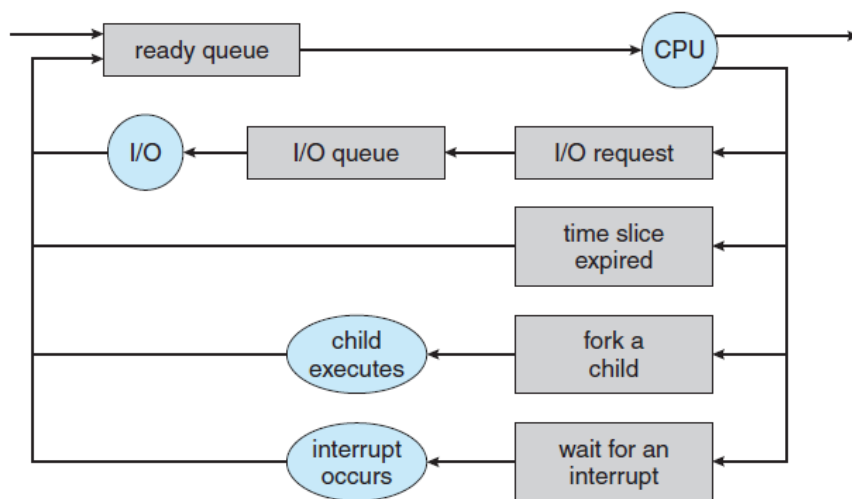 ready queue
CPU
I/O
I/O queue
I/O request
time slice
expired
child
executes
fork a
child
interrupt
occurs
wait for an
interrupt